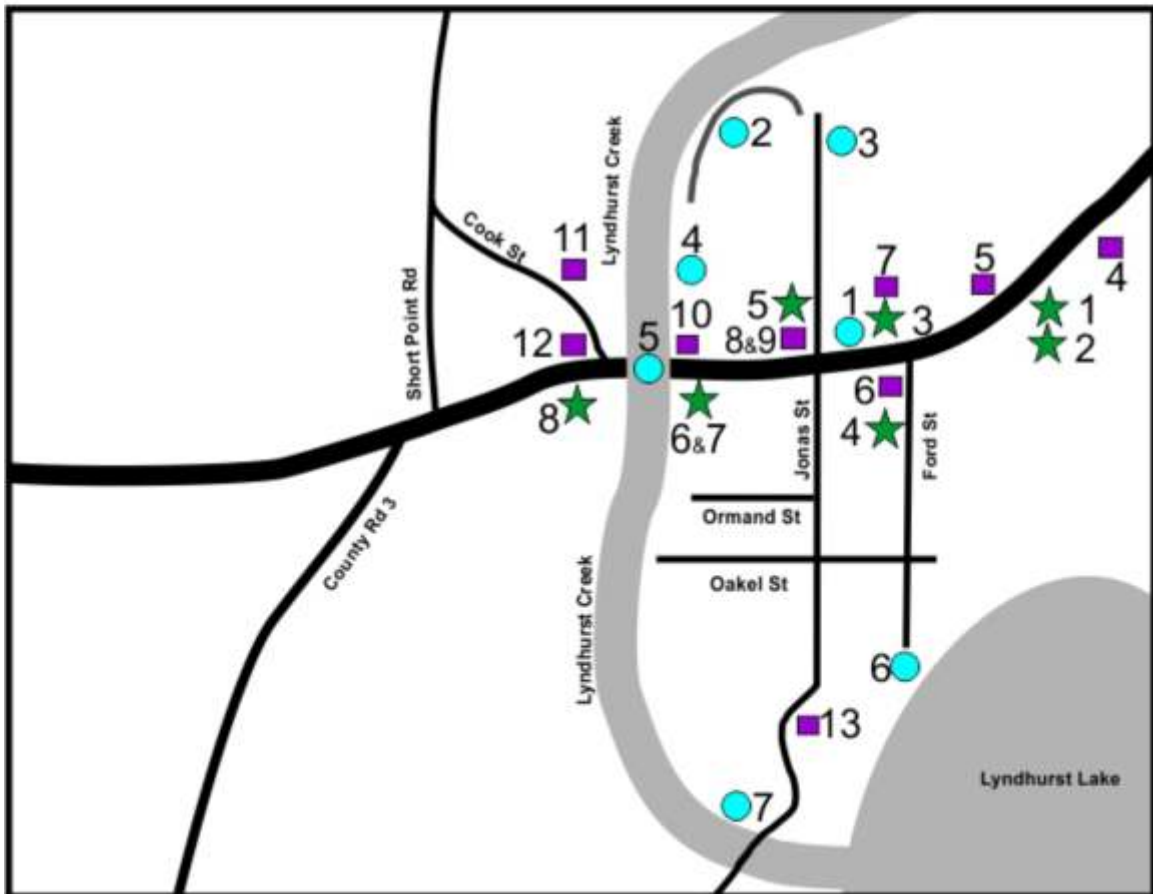 2
3
Lyndhurst Creek
Cook St
11
4
7
5
4
Short Point Rd
5
1
3
1
12
5
10
8&9
2
8
6&7
6
4
Jonas St
Ford St
Ormand St
County Rd 3
Oakel St
Lyndhurst Creek
6
13
Lyndhurst Lake
7